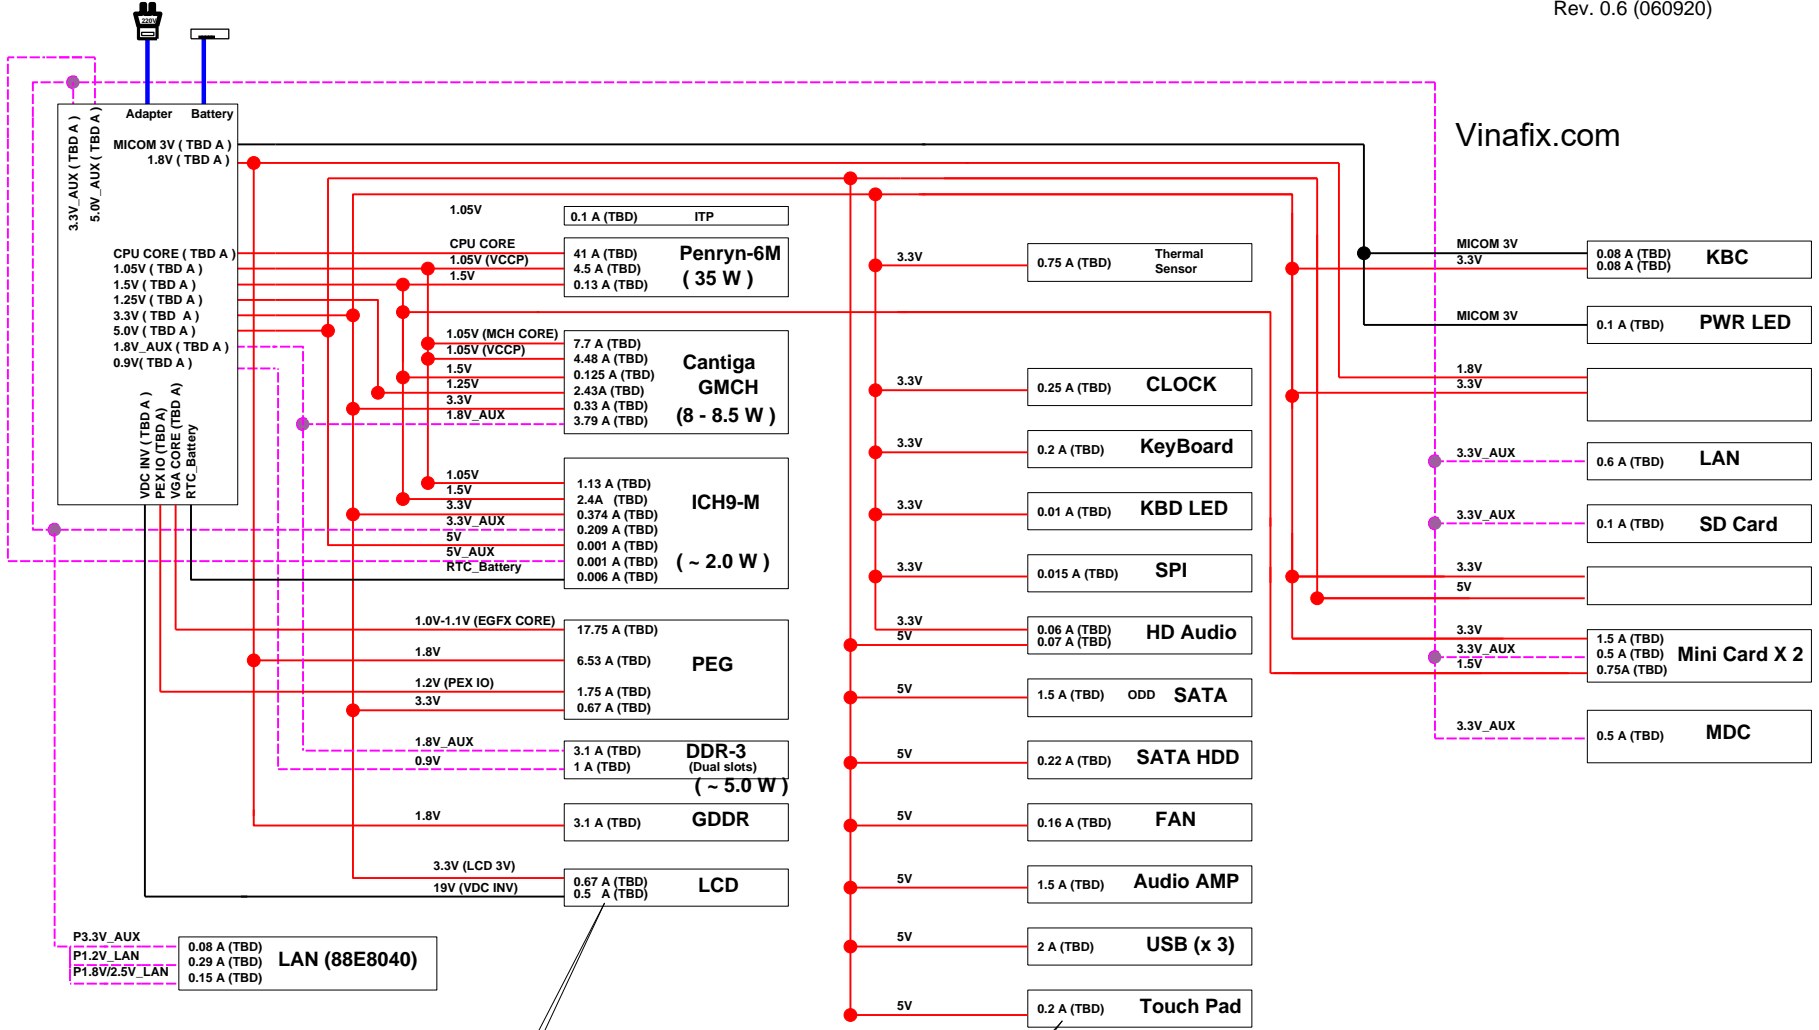 Rev. 0.6 (060920)
220V
Adapter
Battery
Vinafix.com
3.3V_AUX ( TBD A )
5.0V_AUX ( TBD A )
MICOM 3V ( TBD A )
1.8V ( TBD A )
CPU CORE ( TBD A )
1.05V ( TBD A )
1.5V ( TBD A )
1.25V ( TBD A )
3.3V ( TBD A )
5.0V ( TBD A )
1.8V_AUX ( TBD A )
0.9V( TBD A )
VDC INV ( TBD A )
PEX IO (TBD A)
VGA CORE (TBD A)
RTC_Battery
1.05V
0.1 A (TBD) ITP
CPU CORE
1.05V (VCCP)
1.5V
41 A (TBD)
4.5 A (TBD)
0.13 A (TBD)
Penryn-6M
( 35 W )
1.05V (MCH CORE)
1.05V (VCCP)
1.5V
1.25V
3.3V
1.8V_AUX
7.7 A (TBD)
4.48 A (TBD)
0.125 A (TBD)
2.43A (TBD)
0.33 A (TBD)
3.79 A (TBD)
Cantiga
GMCH
(8 - 8.5 W )
1.05V
1.5V
3.3V
3.3V_AUX
5V
5V_AUX
RTC_Battery
1.13 A (TBD)
2.4A (TBD)
0.374 A (TBD)
0.209 A (TBD)
0.001 A (TBD)
0.001 A (TBD)
0.006 A (TBD)
ICH9-M
( ~ 2.0 W )
1.0V-1.1V (EGFX CORE)
1.8V
1.2V (PEX IO)
3.3V
17.75 A (TBD)
6.53 A (TBD)
1.75 A (TBD)
0.67 A (TBD)
PEG
1.8V_AUX
0.9V
3.1 A (TBD)
1 A (TBD)
DDR-3
(Dual slots)
( ~ 5.0 W )
1.8V
3.1 A (TBD) GDDR
3.3V (LCD 3V)
19V (VDC INV)
0.67 A (TBD)
0.5 A (TBD)
LCD
P3.3V_AUX
P1.2V_LAN
P1.8V/2.5V_LAN
0.08 A (TBD)
0.29 A (TBD)
0.15 A (TBD)
LAN (88E8040)
3.3V
0.75 A (TBD)
Thermal
Sensor
3.3V
0.25 A (TBD) CLOCK
3.3V
0.2 A (TBD) KeyBoard
3.3V
0.01 A (TBD) KBD LED
3.3V
0.015 A (TBD) SPI
3.3V
5V
0.06 A (TBD)
0.07 A (TBD)
HD Audio
5V
1.5 A (TBD) ODD SATA
5V
0.22 A (TBD) SATA HDD
5V
0.16 A (TBD) FAN
5V
1.5 A (TBD) Audio AMP
5V
2 A (TBD) USB (x 3)
5V
0.2 A (TBD) Touch Pad
MICOM 3V
3.3V
0.08 A (TBD)
0.08 A (TBD)
KBC
MICOM 3V
0.1 A (TBD) PWR LED
1.8V
3.3V
3.3V_AUX
0.6 A (TBD) LAN
3.3V_AUX
0.1 A (TBD) SD Card
3.3V
5V
3.3V
3.3V_AUX
1.5V
1.5 A (TBD)
0.5 A (TBD)
0.75A (TBD)
Mini Card X 2
3.3V_AUX
0.5 A (TBD) MDC